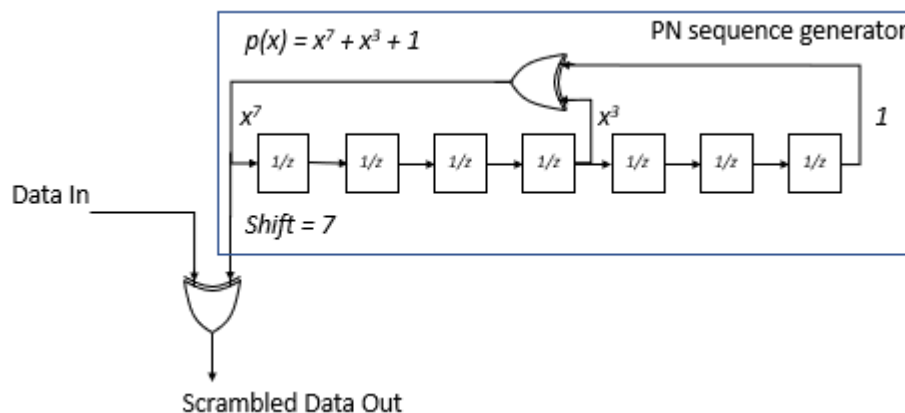 p(x) = x⁷ + x³ + 1
PN sequence generator
x⁷
x³
1
1/z
1/z
1/z
1/z
1/z
1/z
1/z
Data In
Shift = 7
Scrambled Data Out